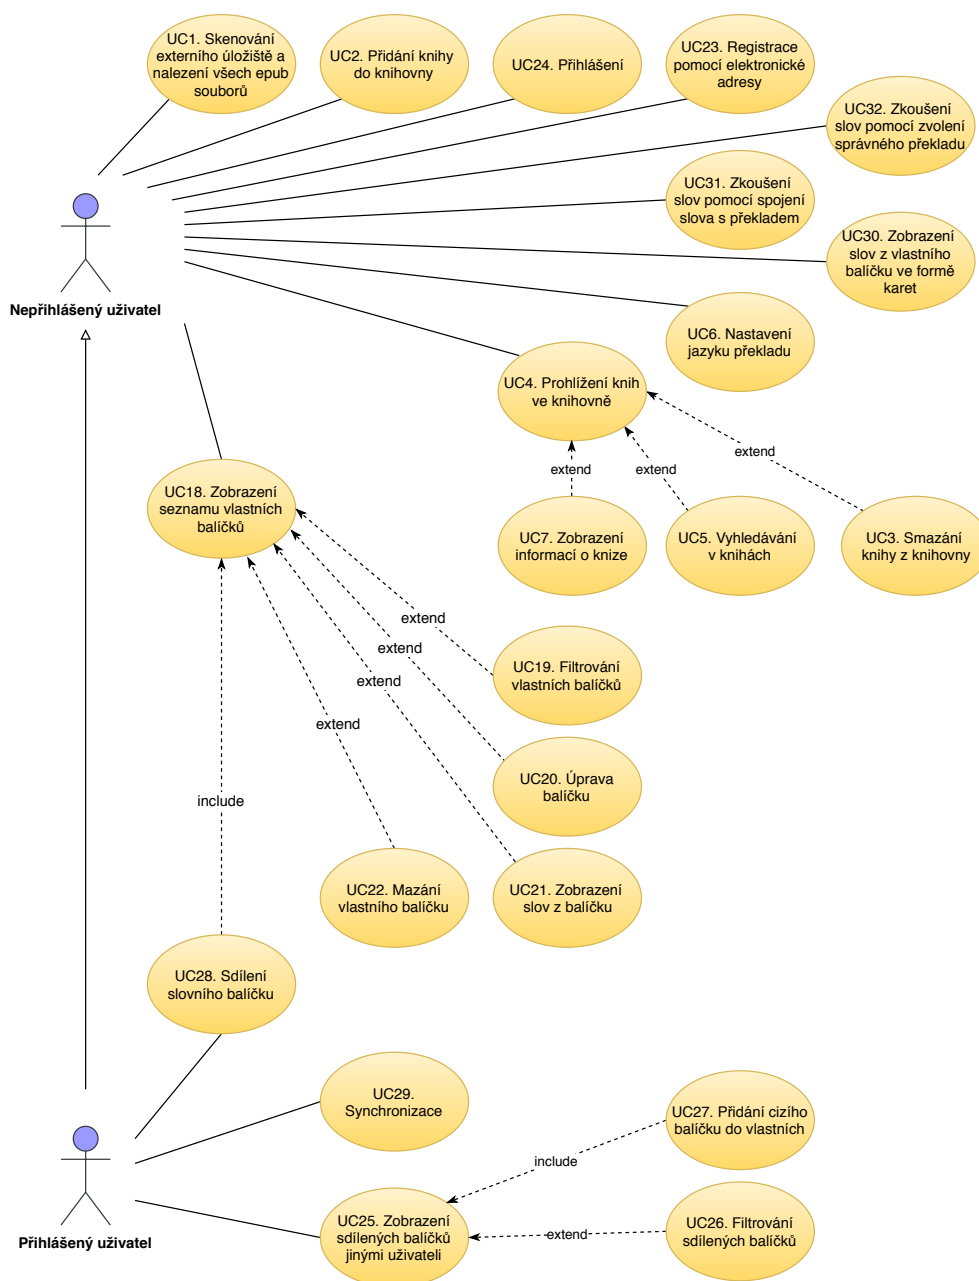 UC1. Skenování
externího úložiště a
nalezení všech epub
souborů
UC2. Přidání knihy
do knihovny
UC24. Přihlášení
UC23. Registrace
pomocí elektronické
adresy
UC32. Zkoušení
slov pomocí zvolení
správného překladu
UC31. Zkoušení
slov pomocí spojení
slova s překladem
UC30. Zobrazení
slov z vlastního
balíčku ve formě
karet
Nepřihlášený uživatel
UC6. Nastavení
jazyku překladu
UC4. Prohlížení knih
ve knihovně
extend
extend
extend
UC18. Zobrazení
seznamu vlastních
balíčků
UC7. Zobrazení
informací o knize
UC5. Vyhledávání
v knihách
UC3. Smazání
knihy z knihovny
extend
extend
extend
extend
UC19. Filtrování
vlastních balíčků
UC20. Úprava
balíčku
include
UC22. Mazání
vlastního balíčku
UC21. Zobrazení
slov z balíčku
UC28. Sdílení
slovního balíčku
UC29.
Synchronizace
UC27. Přidání cizího
balíčku do vlastních
include
Přihlášený uživatel
UC25. Zobrazení
sdílených balíčků
jinými uživateli
extend
UC26. Filtrování
sdílených balíčků